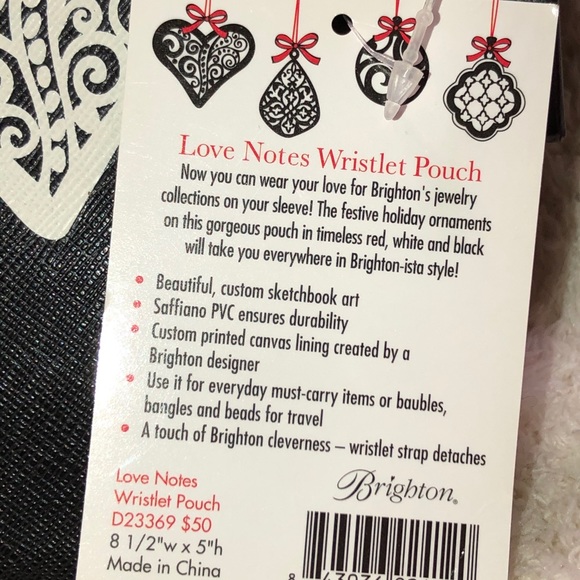 Love Notes Wristlet Pouch
Now you can wear your love for Brighton's jewelry
collections on your sleeve! The festive holiday ornaments
on this gorgeous pouch in timeless red, white and black
will take you everywhere in Brighton-ista style!
• Beautiful, custom sketchbook art
• Saffiano PVC ensures durability
• Custom printed canvas lining created by a
Brighton designer
• Use it for everyday must-carry items or baubles,
bangles and beads for travel
• A touch of Brighton cleverness – wristlet strap detaches
Brighton®
Love Notes
Wristlet Pouch
D23369 $50
8 1/2"w x 5"h
Made in China
8